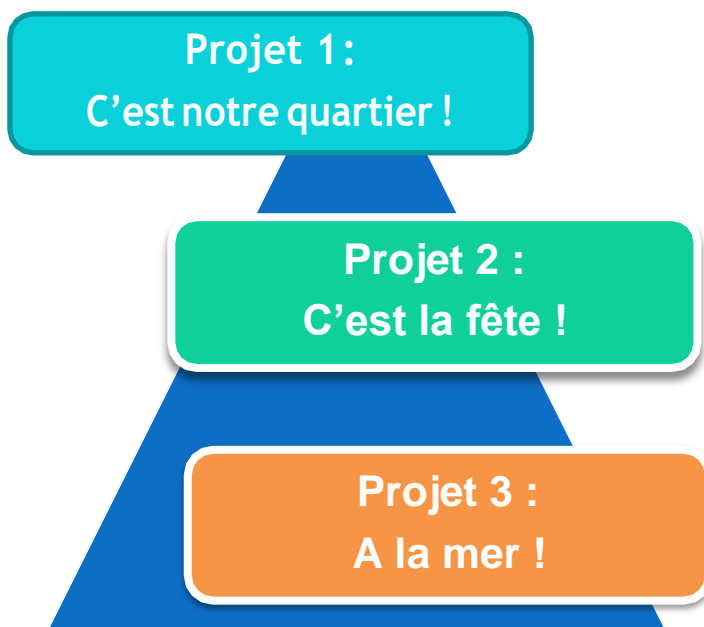 Projet 1:
C’est notre quartier !
Projet 2 :
C’est la fête !
Projet 3 :
A la mer !